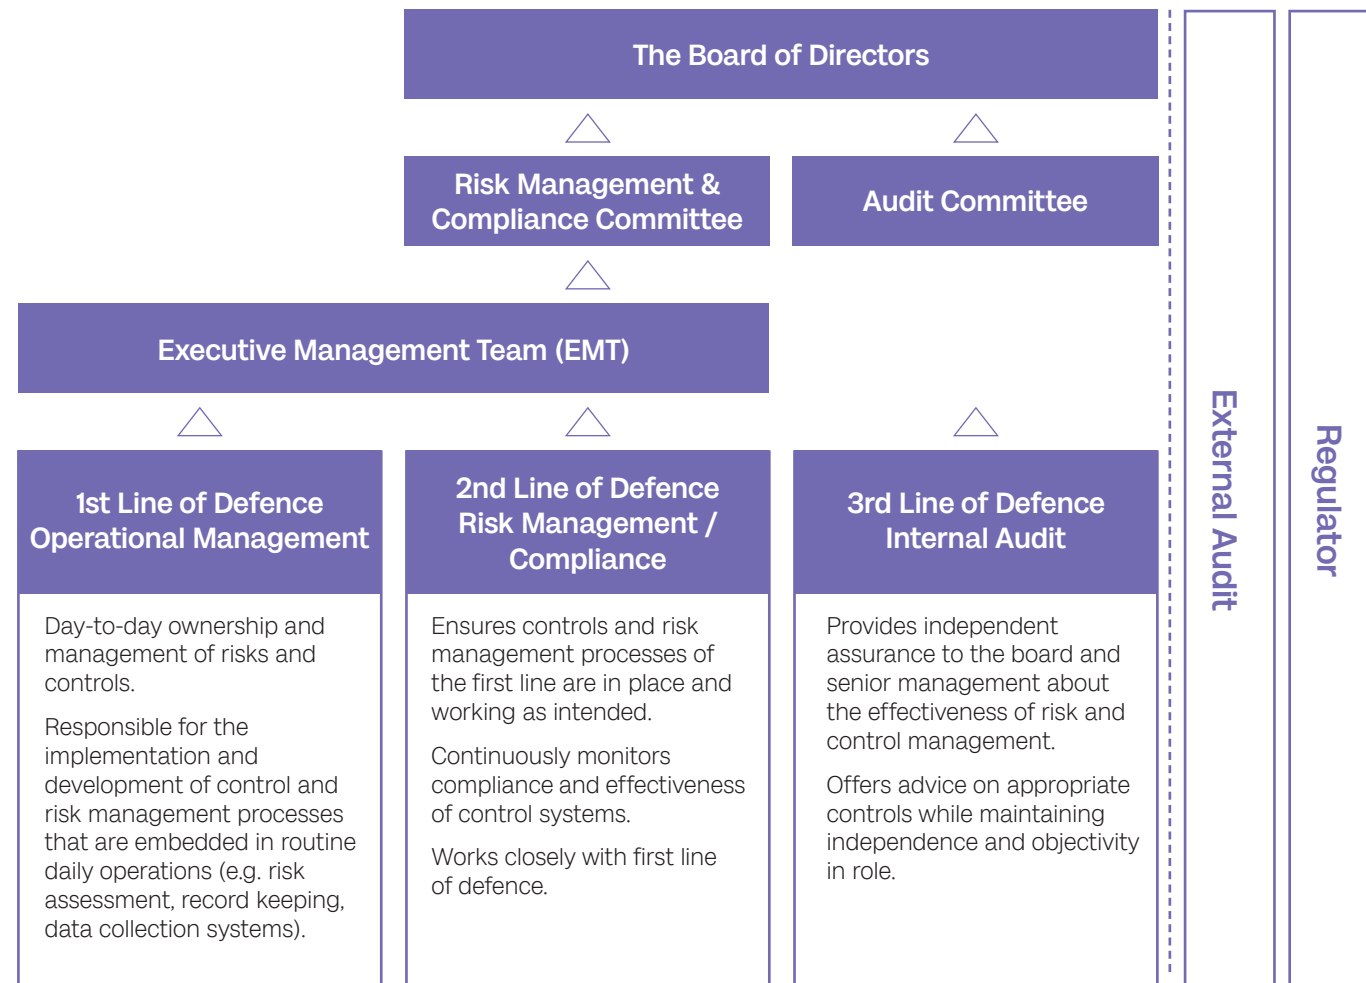 The Board of Directors
Risk Management &
Compliance Committee
Audit Committee
Executive Management Team (EMT)
1st Line of Defence
Operational Management
Day-to-day ownership and
management of risks and
controls.
Responsible for the
implementation and
development of control and
risk management processes
that are embedded in routine
daily operations (e.g. risk
assessment, record keeping,
data collection systems).
2nd Line of Defence
Risk Management /
Compliance
Ensures controls and risk
management processes of
the first line are in place and
working as intended.
Continuously monitors
compliance and effectiveness
of control systems.
Works closely with first line
of defence.
3rd Line of Defence
Internal Audit
Provides independent
assurance to the board and
senior management about
the effectiveness of risk and
control management.
Offers advice on appropriate
controls while maintaining
independence and objectivity
in role.
External Audit
Regulator